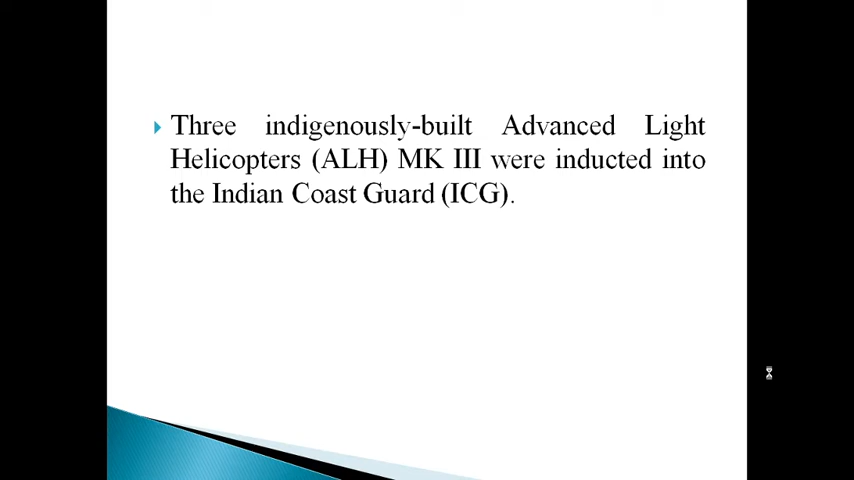 Three indigenously-built Advanced Light
Helicopters (ALH) MK III were inducted into
the Indian Coast Guard (ICG).